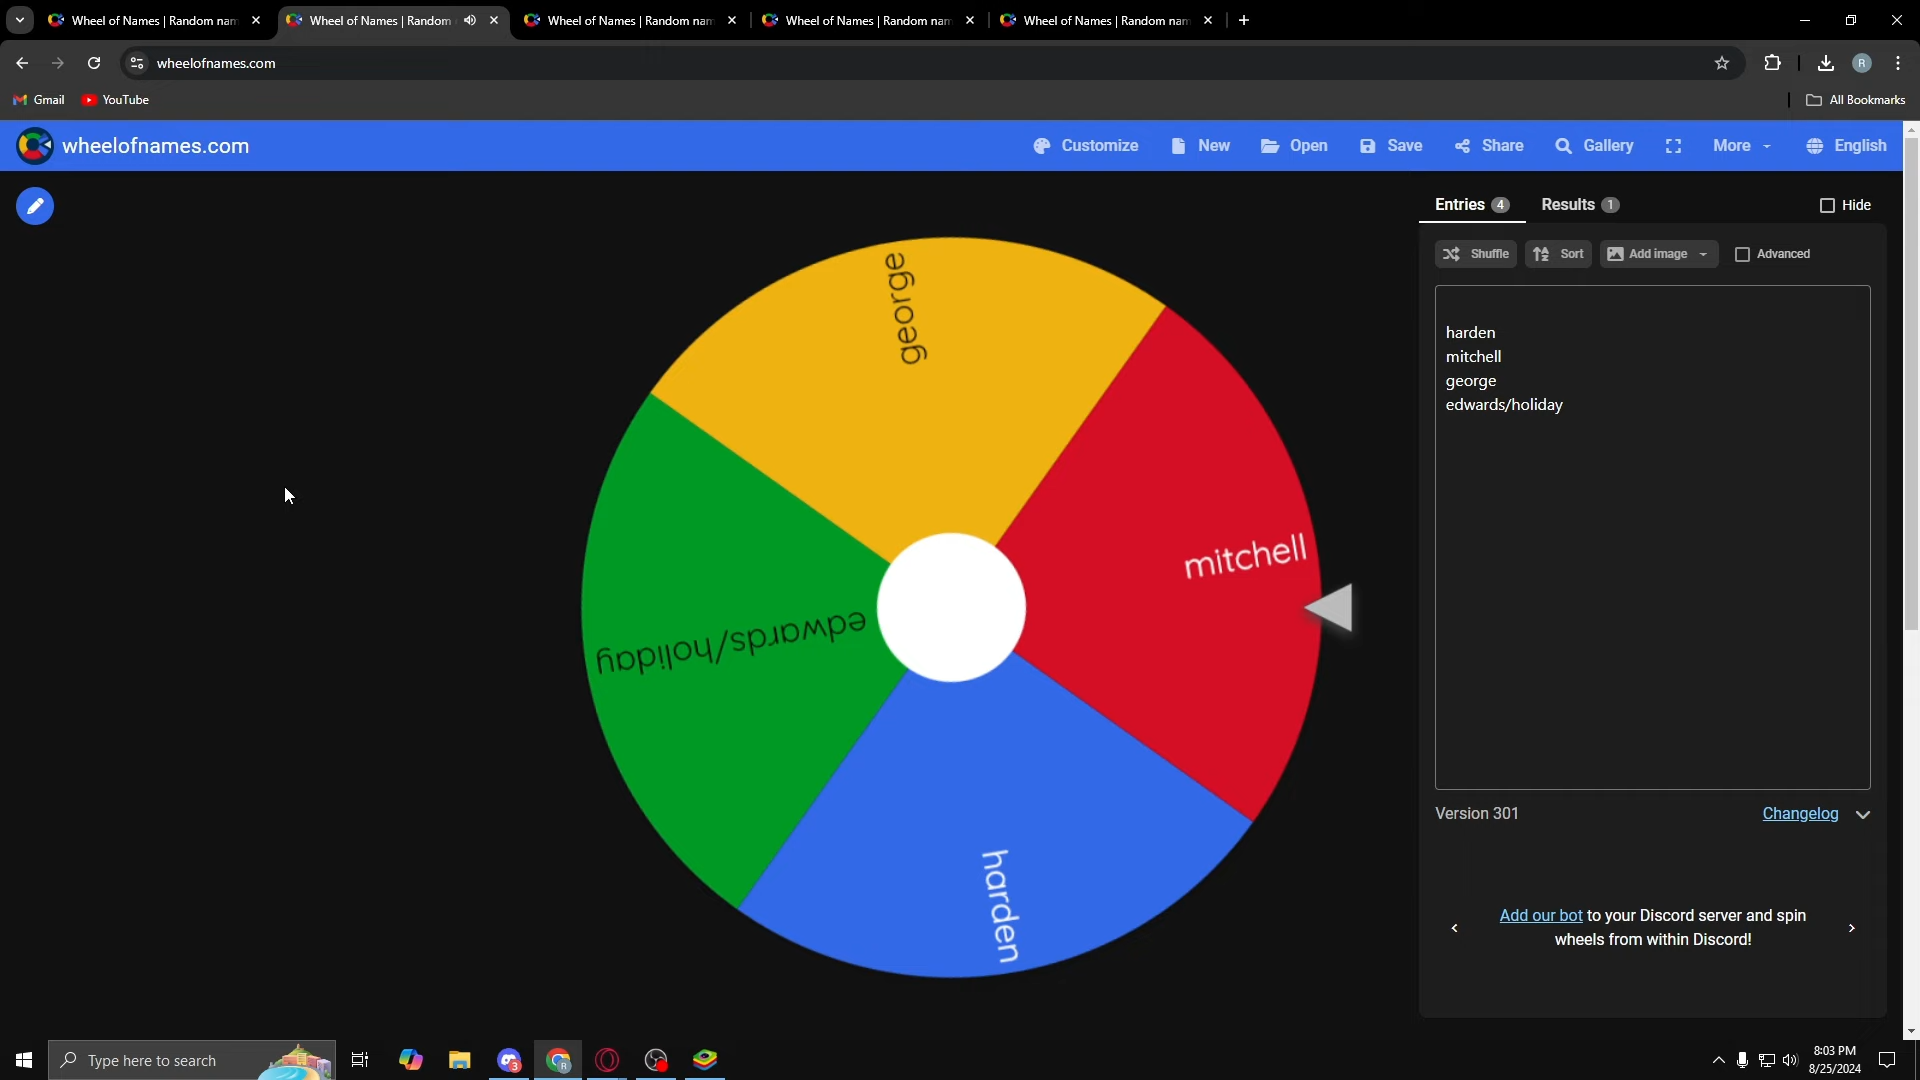 Wheel of Names | Random nam
Wheel of Names | Random
Wheel of Names | Random nam
Wheel of Names | Random nam
Wheel of Names | Random nam
wheelofnames.com
R
Gmail
YouTube
All Bookmarks
wheelofnames.com
Customize
New
Open
Save
Share
Gallery
More
English
Entries 4
Results 1
Hide
Shuffle
Sort
Add image
Advanced
harden
mitchell
george
edwards/holiday
george
mitchell
edwards/holiday
harden
Version 301
Changelog
Add our bot to your Discord server and spin
wheels from within Discord!
Type here to search
3
R
8:03 PM
8/25/2024